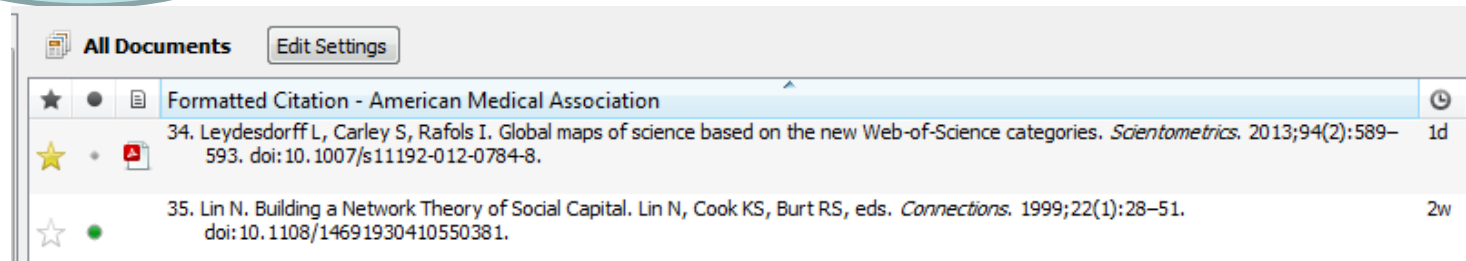 All Documents Edit Settings
Formatted Citation - American Medical Association
34. Leydesdorff L, Carley S, Rafols I. Global maps of science based on the new Web-of-Science categories. Scientometrics. 2013;94(2):589– 1d
593. doi:10.1007/s11192-012-0784-8.
35. Lin N. Building a Network Theory of Social Capital. Lin N, Cook KS, Burt RS, eds. Connections. 1999;22(1):28–51. 2w
doi:10.1108/14691930410550381.